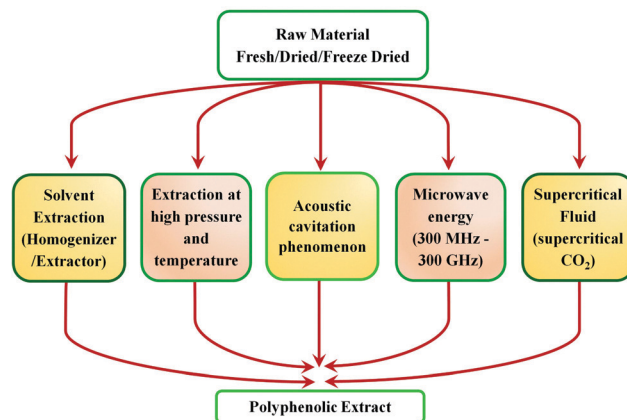 Raw Material
Fresh/Dried/Freeze Dried
Solvent
Extraction
(Homogenizer
/Extractor)
Extraction at
high pressure
and
temperature
Acoustic
cavitation
phenomenon
Microwave
energy
(300 MHz -
300 GHz)
Supercritical
Fluid
(supercritical
CO₂)
Polyphenolic Extract